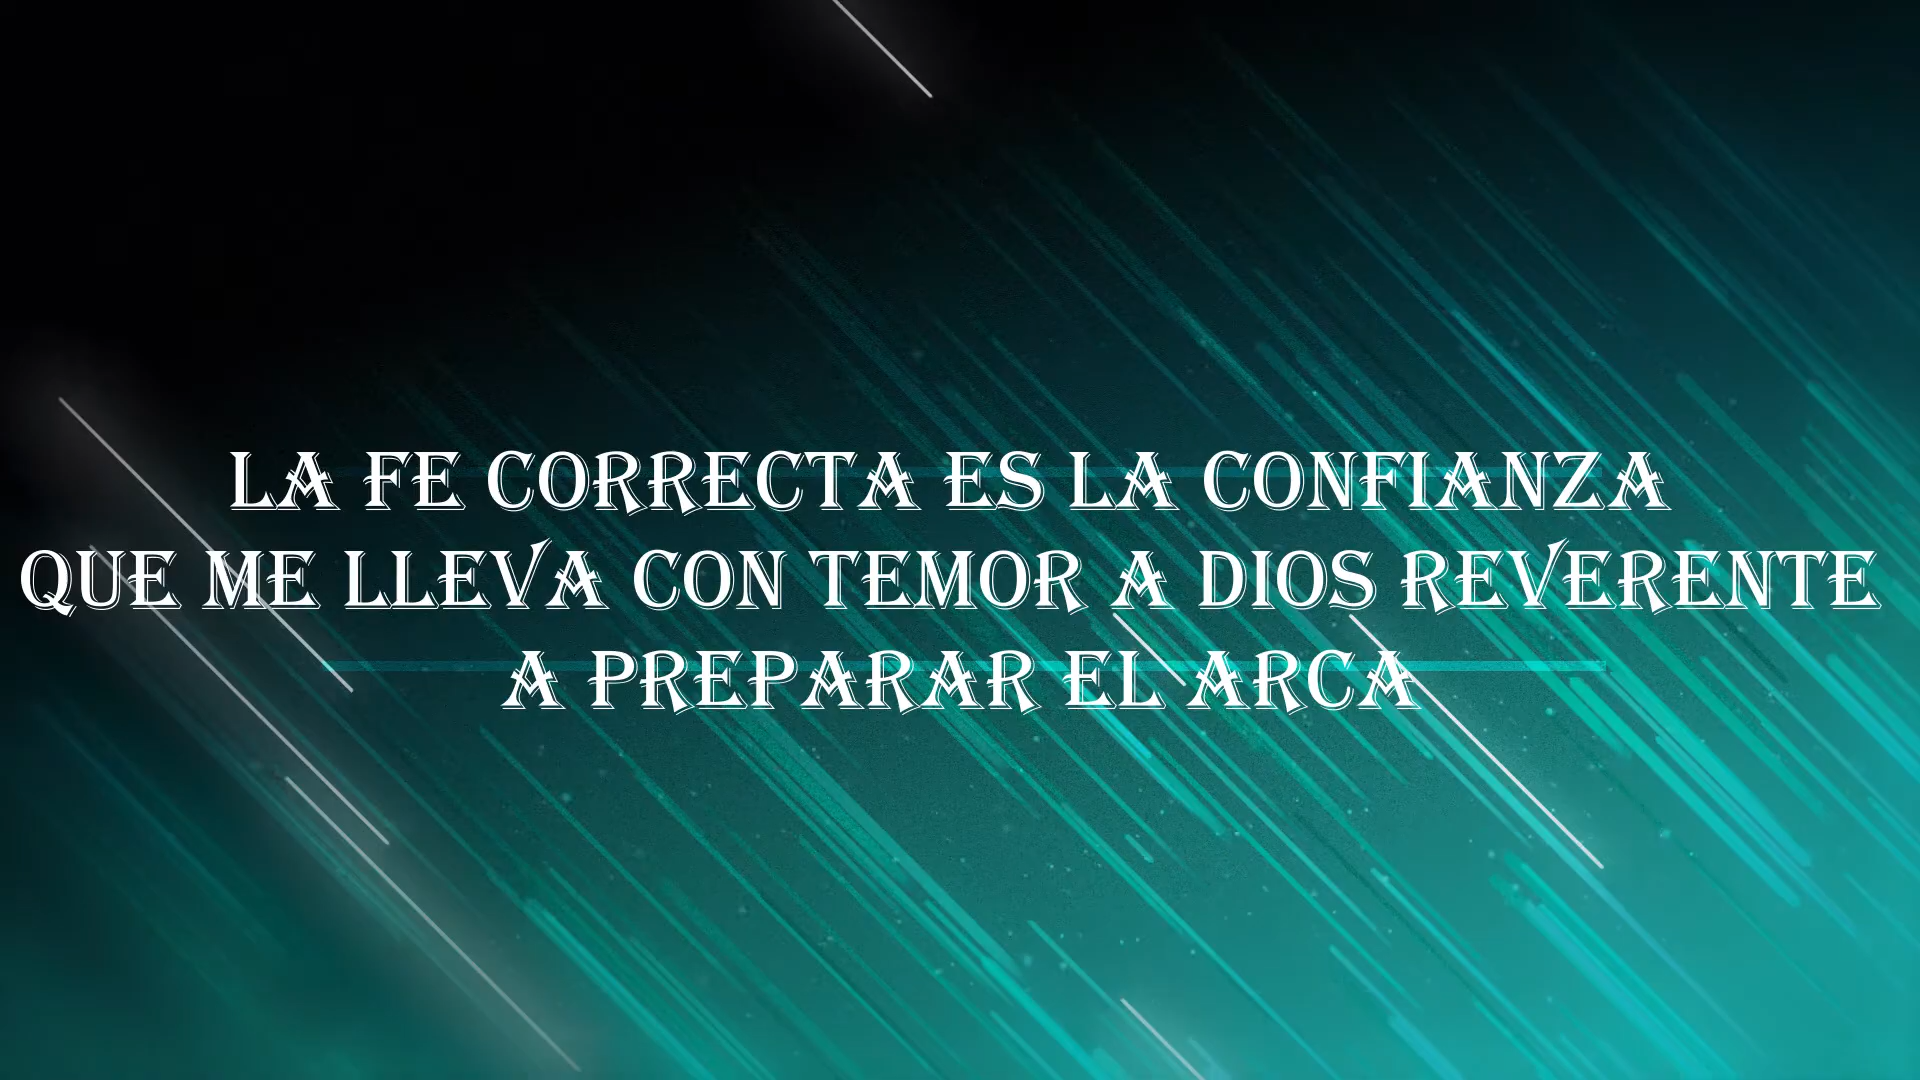 LA FE CORRECTA ES LA CONFIANZA
QUE ME LLEVA CON TEMOR A DIOS REVERENTE
A PREPARAR EL ARCA